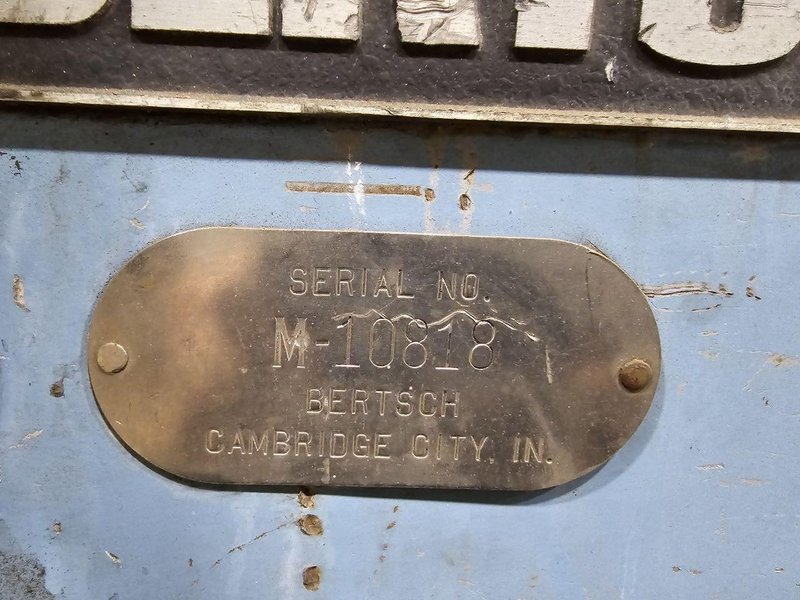 SERIAL NO.
M-10818
BERTSCH
CAMBRIDGE CITY, IN.